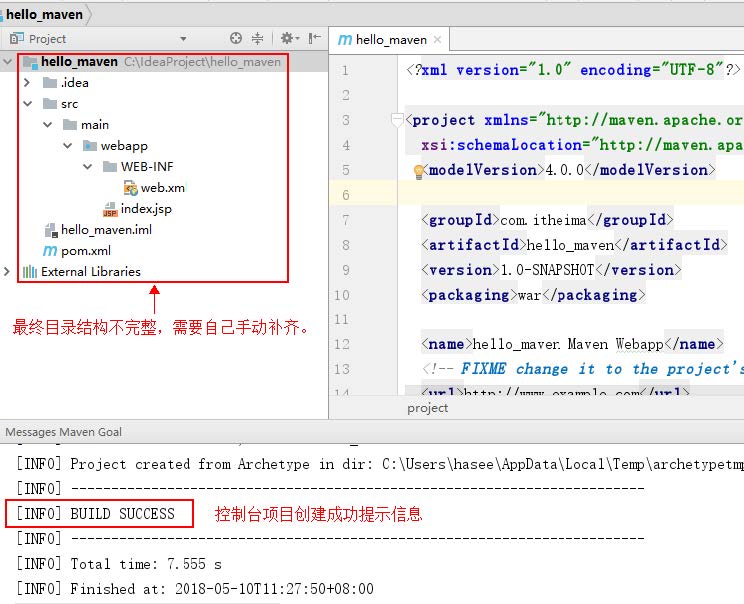 hello_maven
Project
hello_maven C:\IdeaProject\hello_maven
.idea
src
main
webapp
WEB-INF
web.xml
JSP index.jsp
hello_maven.iml
m pom.xml
External Libraries
最终目录结构不完整，需要自己手动补齐。
m hello_maven ×
1 <?xml version="1.0" encoding="UTF-8"?>
2
3 <project xmlns="http://maven.apache.or
4 xsi:schemaLocation="http://maven.apa
5 <modelVersion>4.0.0</modelVersion>
6
7 <groupId>com.itheima</groupId>
8 <artifactId>hello_maven</artifactId>
9 <version>1.0-SNAPSHOT</version>
10 <packaging>war</packaging>
11
12 <name>hello_maven Maven Webapp</name>
13 <!-- FIXME change it to the project's
14 <url>http://www.example.com</url>
project
Messages Maven Goal
[INFO] Project created from Archetype in dir: C:\Users\hasee\AppData\Local\Temp\archetypetmp
[INFO] ------------------------------------------------------------------------
[INFO] BUILD SUCCESS 控制台项目创建成功提示信息
[INFO] ------------------------------------------------------------------------
[INFO] Total time: 7.555 s
[INFO] Finished at: 2018-05-10T11:27:50+08:00